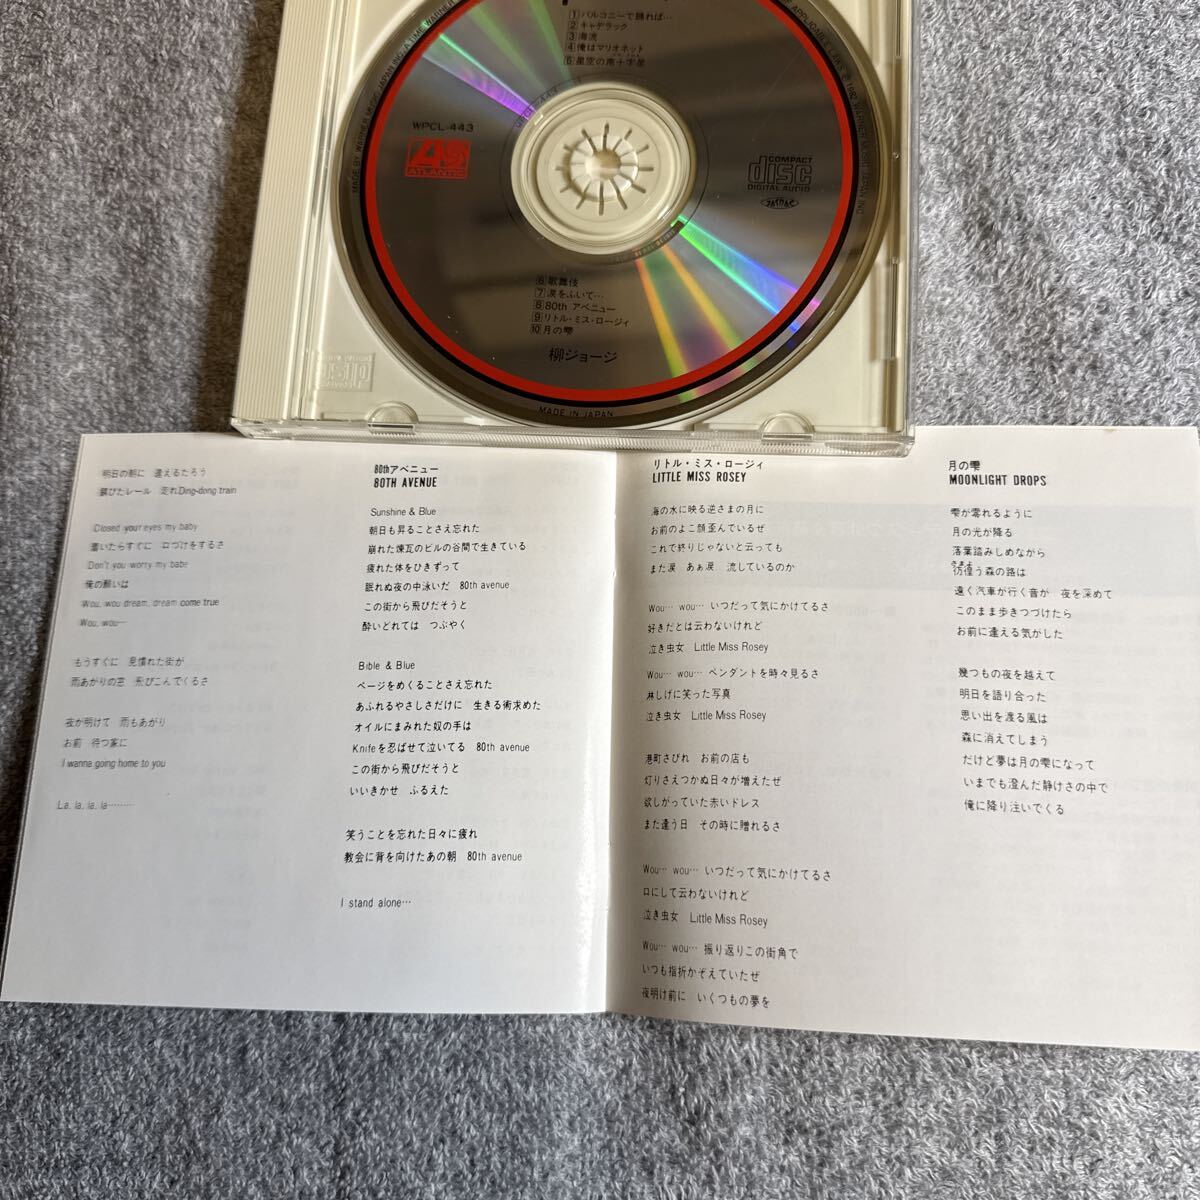 1 バルコニーで踊れば…
2 キャデラック
3 海流
4 俺はマリオネット
5 星空の南十字星
WPCL-443
ATLANTIC
COMPACT
disc
DIGITAL AUDIO
6 歌舞伎
7 涙をふいて…
8 80th アベニュー
9 リトル・ミス・ロージィ
10 月の雫
柳ジョージ
MADE IN JAPAN
明日の朝に 逢えるだろう
錆びたレール 走れDing-dong train
Closed your eyes my baby
着いたらすぐに 口づけをするさ
Don't you worry my babe
俺の願いは
Wou, wou dream, dream come true
Wou, wou…
もうすぐに 見慣れた街が
雨あがりの窓 飛びこんでくるさ
夜が明けて 雨もあがり
お前 待つ家に
I wanna going home to you
La, la, la, la………
80thアベニュー
80TH AVENUE
Sunshine & Blue
朝日も昇ることさえ忘れた
崩れた煉瓦のビルの谷間で生きている
疲れた体をひきずって
眠れぬ夜の中泳いだ 80th avenue
この街から飛びだそうと
酔いどれては つぶやく
Bible & Blue
ページをめくることさえ忘れた
あふれるやさしさだけに 生きる術求めた
オイルにまみれた奴の手は
Knifeを忍ばせて泣いてる 80th avenue
この街から飛びだそうと
いいきかせ ふるえた
笑うことを忘れた日々に疲れ
教会に背を向けたあの朝 80th avenue
I stand alone…
リトル・ミス・ロージィ
LITTLE MISS ROSEY
海の水に映る逆さまの月に
お前のよこ顔歪んでいるぜ
これで終りじゃないと云っても
また涙 あぁ涙 流しているのか
Wou… wou… いつだって気にかけてるさ
好きだとは云わないけれど
泣き虫女 Little Miss Rosey
Wou… wou… ペンダントを時々見るさ
淋しげに笑った写真
泣き虫女 Little Miss Rosey
港町さびれ お前の店も
灯りさえつかぬ日々が増えたぜ
欲しがっていた赤いドレス
また逢う日 その時に贈れるさ
Wou… wou… いつだって気にかけてるさ
口にして云わないけれど
泣き虫女 Little Miss Rosey
Wou… wou… 振り返りこの街角で
いつも指折かぞえていたぜ
夜明け前に いくつもの夢を
月の雫
MOONLIGHT DROPS
雫が零れるように
月の光が降る
落葉踏みしめながら
彷徨う森の路は
遠く汽車が行く音が 夜を深めて
このまま歩きつづけたら
お前に逢える気がした
幾つもの夜を越えて
明日を語り合った
思い出を渡る風は
森に消えてしまう
だけど夢は月の雫になって
いまでも澄んだ静けさの中で
俺に降り注いでくる